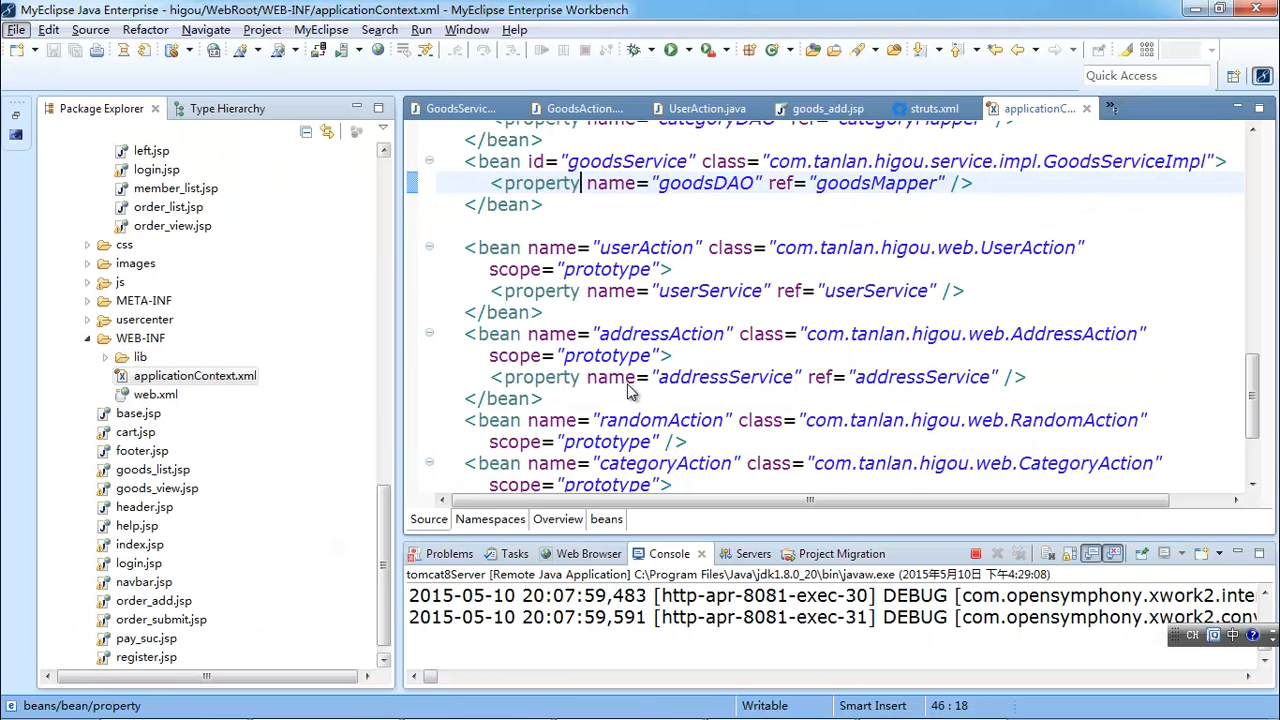 MyEclipse Java Enterprise - higou/WebRoot/WEB-INF/applicationContext.xml - MyEclipse Enterprise Workbench
File Edit Source Refactor Navigate Project MyEclipse Search Run Window Help
Quick Access
Package Explorer Type Hierarchy
left.jsp
login.jsp
member_list.jsp
order_list.jsp
order_view.jsp
css
images
js
META-INF
usercenter
WEB-INF
lib
applicationContext.xml
web.xml
base.jsp
cart.jsp
footer.jsp
goods_list.jsp
goods_view.jsp
header.jsp
help.jsp
index.jsp
login.jsp
navbar.jsp
order_add.jsp
order_submit.jsp
pay_suc.jsp
register.jsp
GoodsServic... GoodsAction.... UserAction.java goods_add.jsp struts.xml applicationC...
<property name="categoryDAO" ref="categoryMapper" />
</bean>
<bean id="goodsService" class="com.tanlan.higou.service.impl.GoodsServiceImpl">
<property name="goodsDAO" ref="goodsMapper" />
</bean>
<bean name="userAction" class="com.tanlan.higou.web.UserAction"
scope="prototype">
<property name="userService" ref="userService" />
</bean>
<bean name="addressAction" class="com.tanlan.higou.web.AddressAction"
scope="prototype">
<property name="addressService" ref="addressService" />
</bean>
<bean name="randomAction" class="com.tanlan.higou.web.RandomAction"
scope="prototype" />
<bean name="categoryAction" class="com.tanlan.higou.web.CategoryAction"
scope="prototype">
Source Namespaces Overview beans
Problems Tasks Web Browser Console Servers Project Migration
tomcat8Server [Remote Java Application] C:\Program Files\Java\jdk1.8.0_20\bin\javaw.exe (2015年5月10日 下午4:29:08)
2015-05-10 20:07:59,483 [http-apr-8081-exec-30] DEBUG [com.opensymphony.xwork2.inte
2015-05-10 20:07:59,591 [http-apr-8081-exec-31] DEBUG [com.opensymphony.xwork2.con
CH 中
beans/bean/property Writable Smart Insert 46 : 18